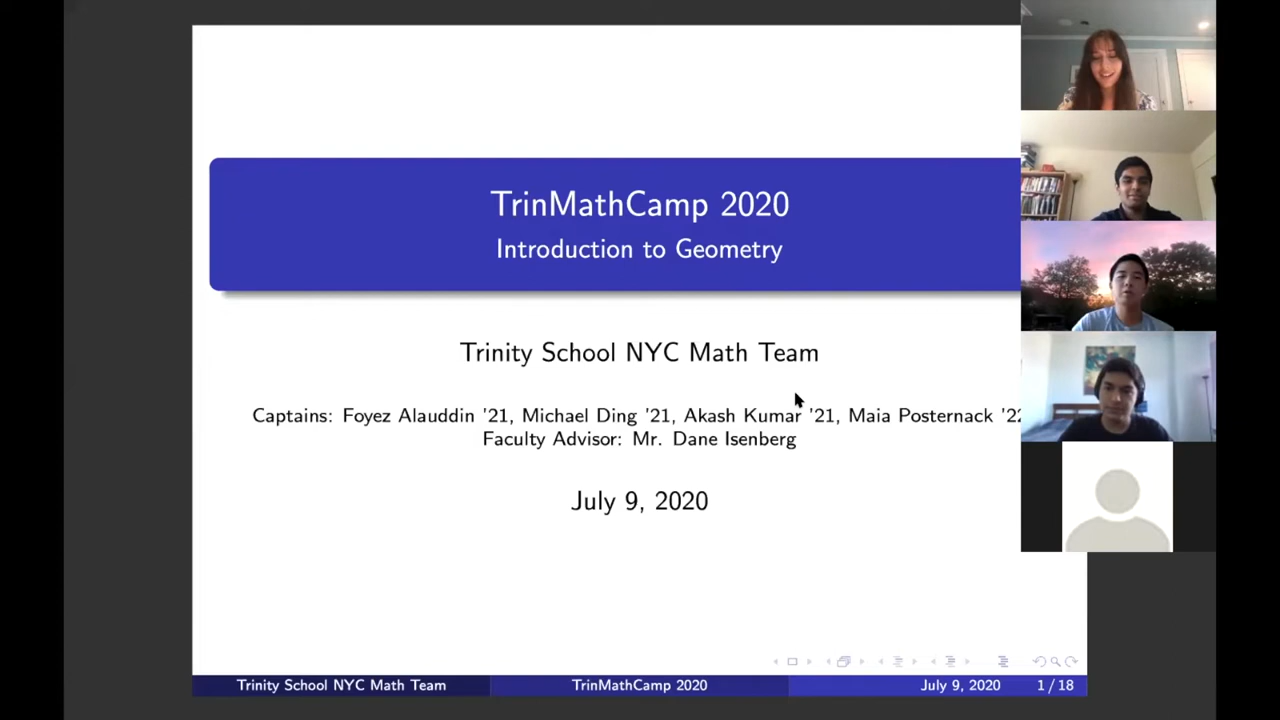 TrinMathCamp 2020
Introduction to Geometry
Trinity School NYC Math Team
Captains: Foyez Alauddin '21, Michael Ding '21, Akash Kumar '21, Maia Posternack '22
Faculty Advisor: Mr. Dane Isenberg
July 9, 2020
Trinity School NYC Math Team TrinMathCamp 2020 July 9, 2020 1 / 18